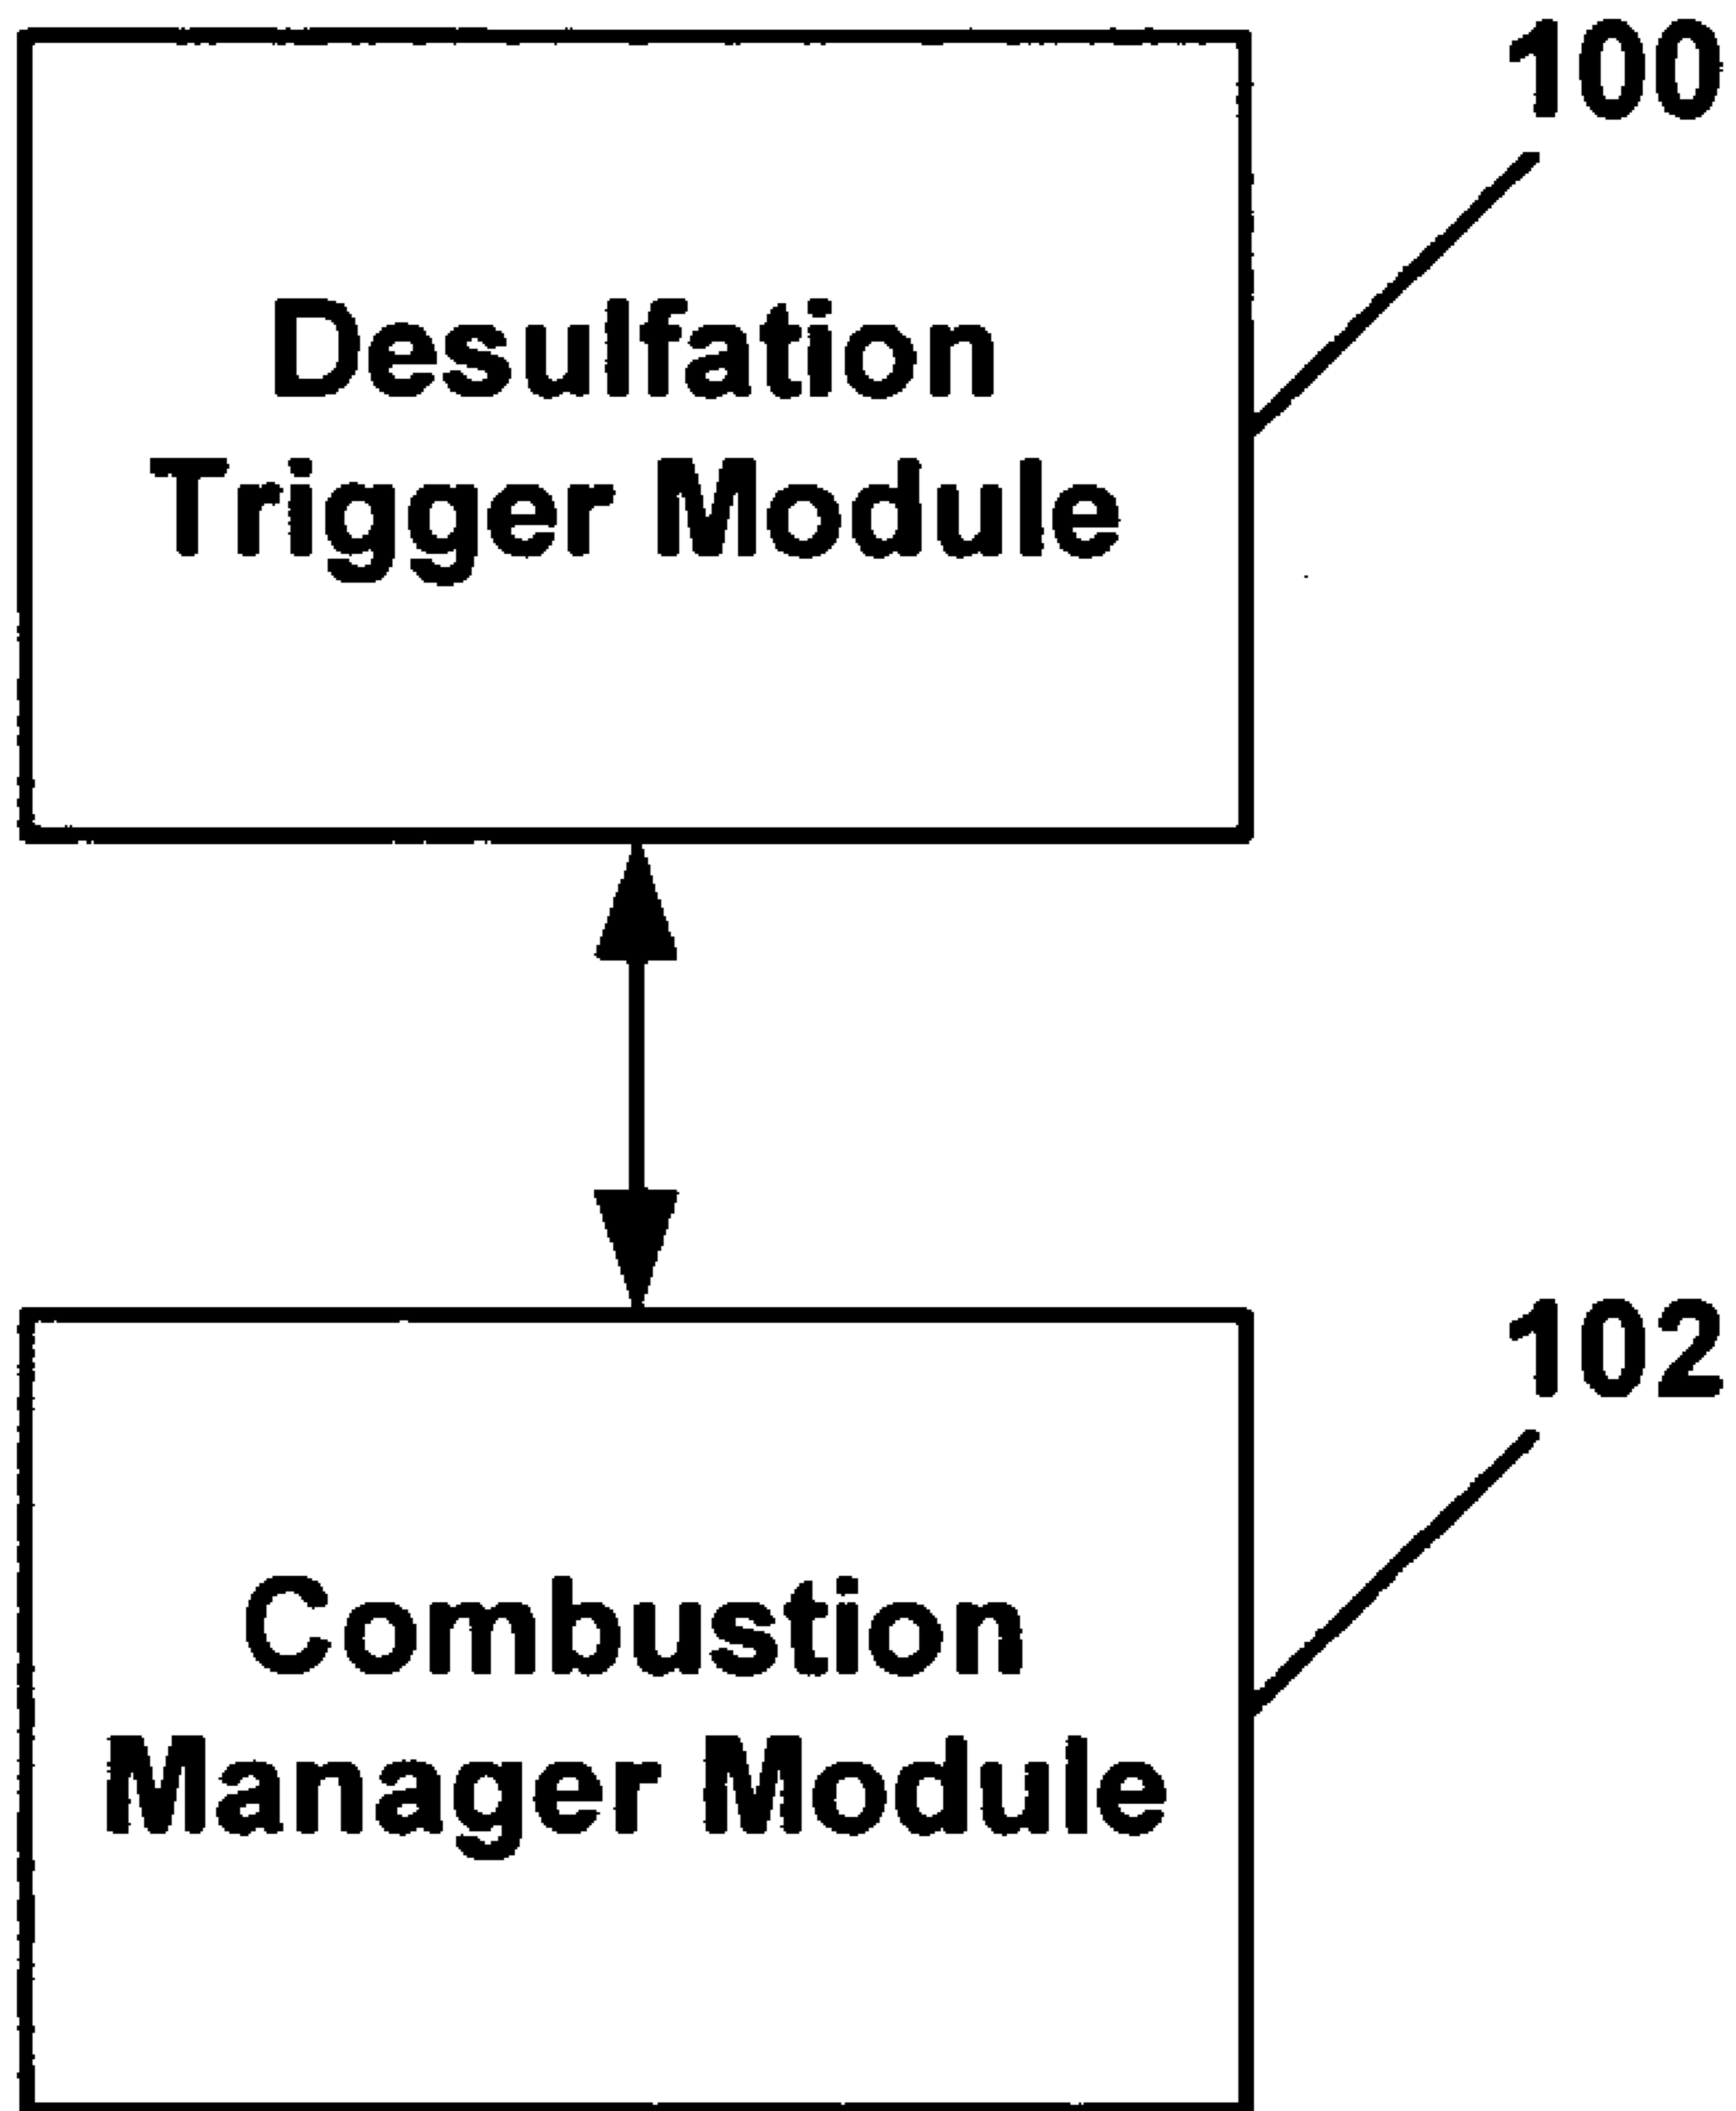 100
Desulfation
Trigger Module
102
Combustion
Manager Module